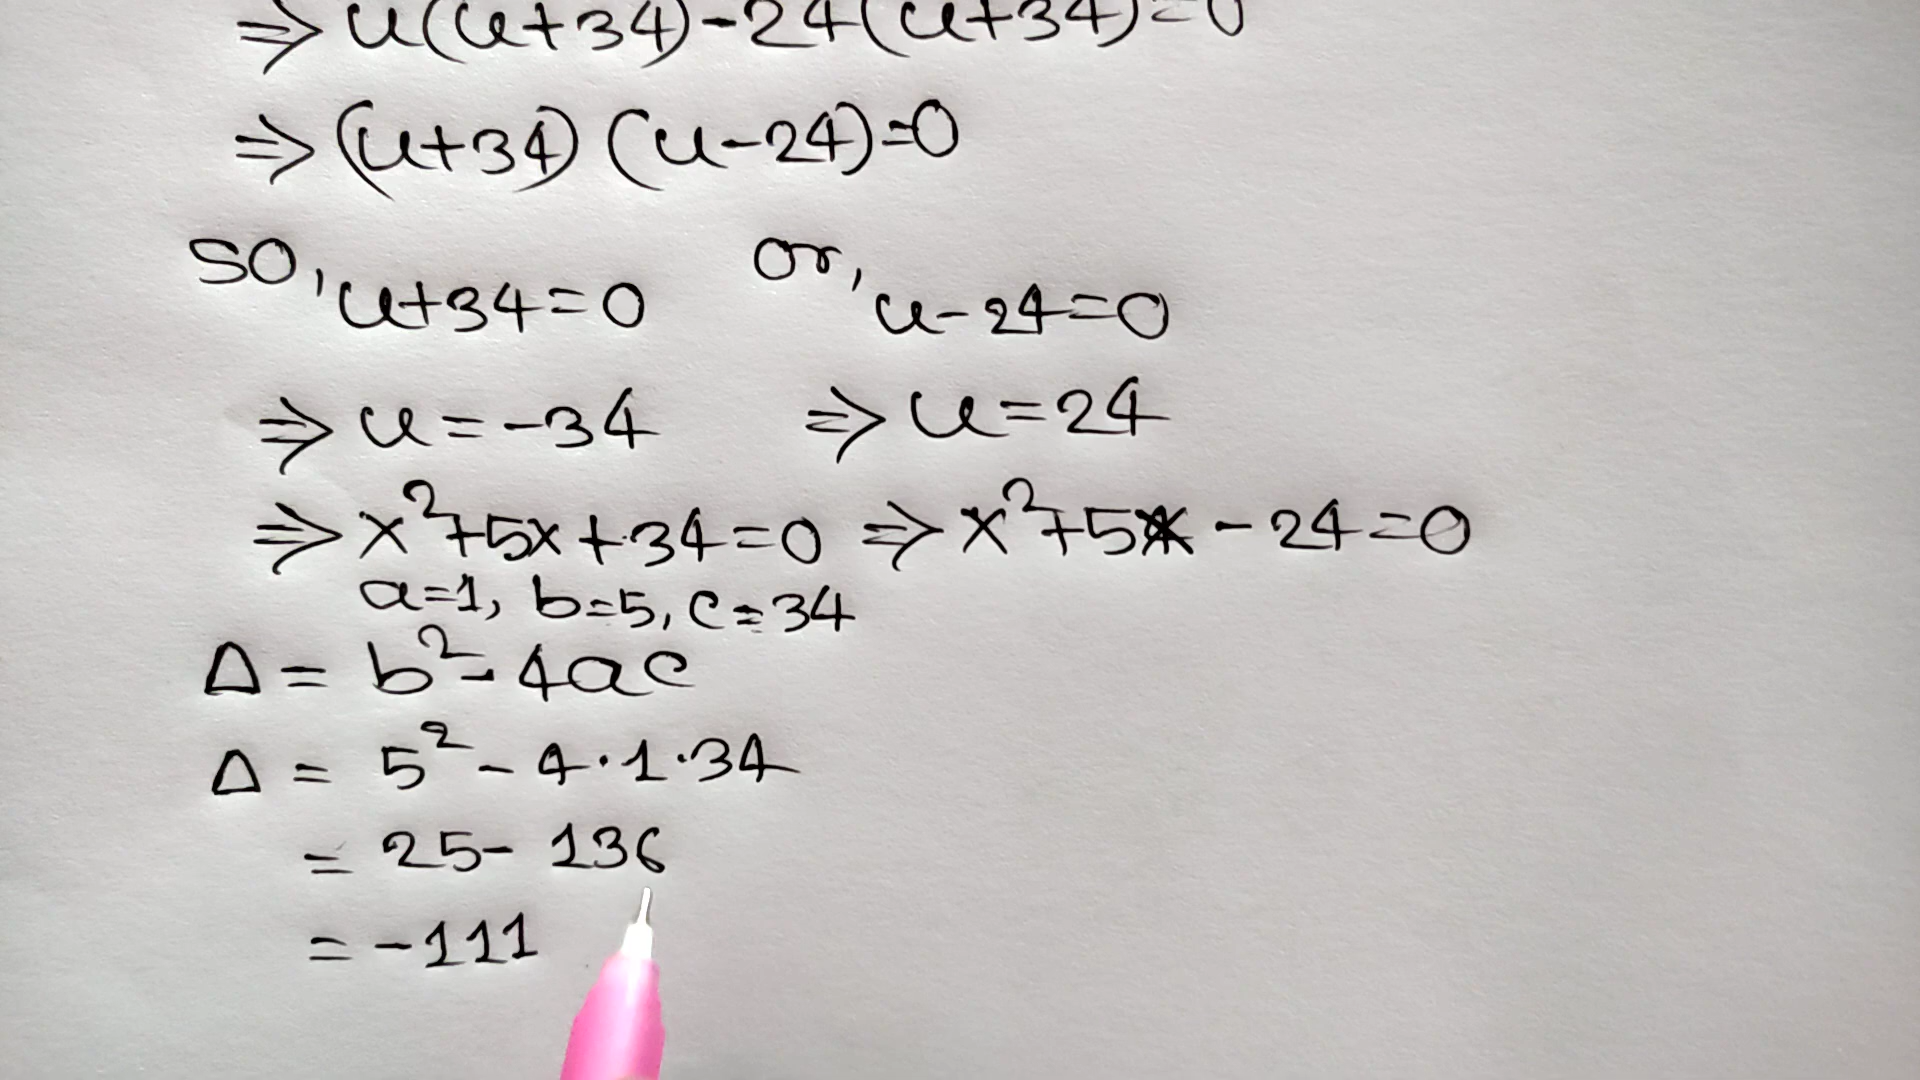 ⇒ u(u+34)-24(u+34)=0
⇒ (u+34) (u-24)=0
so, u+34=0 or, u-24=0
⇒ u=-34 ⇒ u=24
⇒ x²+5x+34=0 ⇒ x²+5x-24=0
a=1, b=5, c=34
Δ = b²-4ac
Δ = 5²-4·1·34
= 25-136
= -111